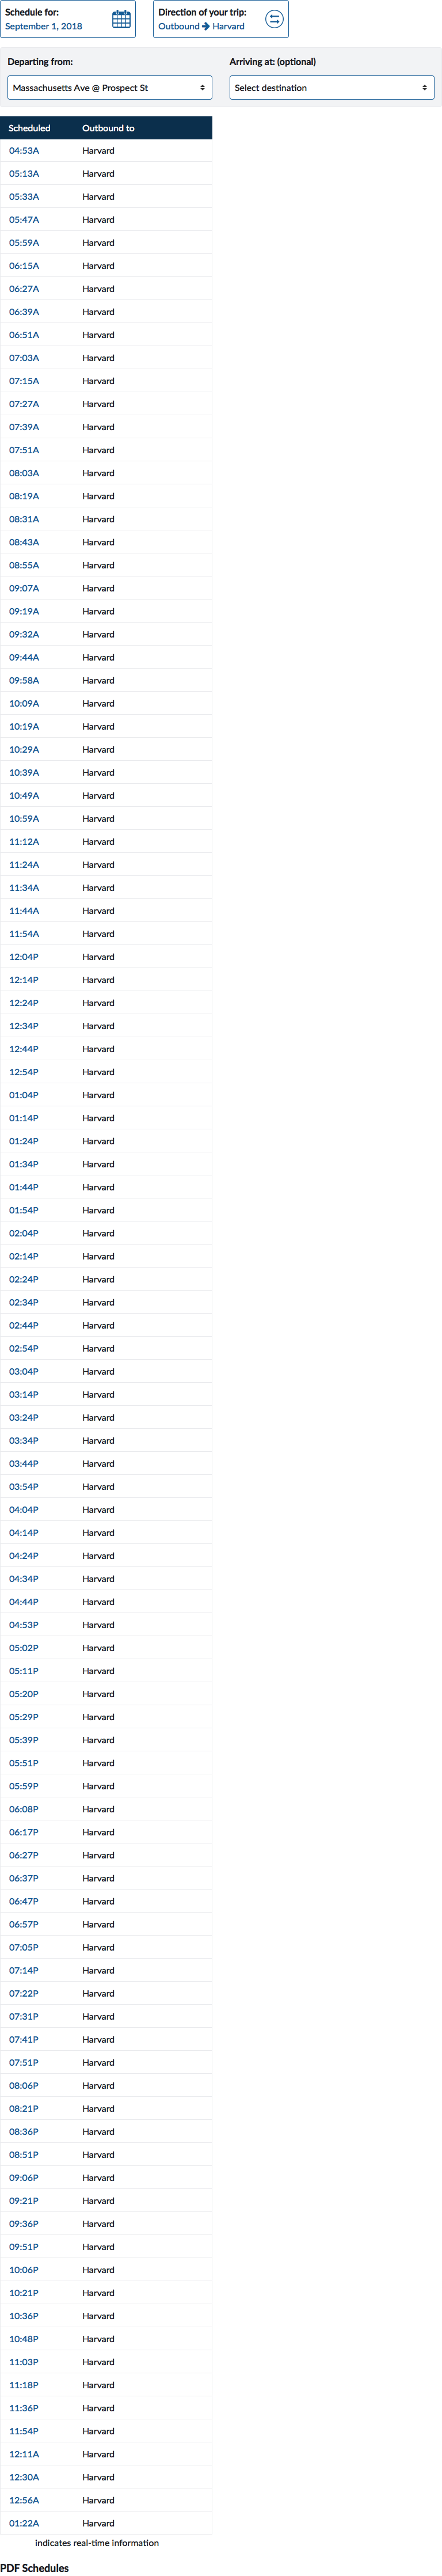 Schedule for:
September 1, 2018
Direction of your trip:
Outbound → Harvard
Departing from:
Massachusetts Ave @ Prospect St
Arriving at: (optional)
Select destination
Scheduled Outbound to
04:53A Harvard
05:13A Harvard
05:33A Harvard
05:47A Harvard
05:59A Harvard
06:15A Harvard
06:27A Harvard
06:39A Harvard
06:51A Harvard
07:03A Harvard
07:15A Harvard
07:27A Harvard
07:39A Harvard
07:51A Harvard
08:03A Harvard
08:19A Harvard
08:31A Harvard
08:43A Harvard
08:55A Harvard
09:07A Harvard
09:19A Harvard
09:32A Harvard
09:44A Harvard
09:58A Harvard
10:09A Harvard
10:19A Harvard
10:29A Harvard
10:39A Harvard
10:49A Harvard
10:59A Harvard
11:12A Harvard
11:24A Harvard
11:34A Harvard
11:44A Harvard
11:54A Harvard
12:04P Harvard
12:14P Harvard
12:24P Harvard
12:34P Harvard
12:44P Harvard
12:54P Harvard
01:04P Harvard
01:14P Harvard
01:24P Harvard
01:34P Harvard
01:44P Harvard
01:54P Harvard
02:04P Harvard
02:14P Harvard
02:24P Harvard
02:34P Harvard
02:44P Harvard
02:54P Harvard
03:04P Harvard
03:14P Harvard
03:24P Harvard
03:34P Harvard
03:44P Harvard
03:54P Harvard
04:04P Harvard
04:14P Harvard
04:24P Harvard
04:34P Harvard
04:44P Harvard
04:53P Harvard
05:02P Harvard
05:11P Harvard
05:20P Harvard
05:29P Harvard
05:39P Harvard
05:51P Harvard
05:59P Harvard
06:08P Harvard
06:17P Harvard
06:27P Harvard
06:37P Harvard
06:47P Harvard
06:57P Harvard
07:05P Harvard
07:14P Harvard
07:22P Harvard
07:31P Harvard
07:41P Harvard
07:51P Harvard
08:06P Harvard
08:21P Harvard
08:36P Harvard
08:51P Harvard
09:06P Harvard
09:21P Harvard
09:36P Harvard
09:51P Harvard
10:06P Harvard
10:21P Harvard
10:36P Harvard
10:48P Harvard
11:03P Harvard
11:18P Harvard
11:36P Harvard
11:54P Harvard
12:11A Harvard
12:30A Harvard
12:56A Harvard
01:22A Harvard
indicates real-time information
PDF Schedules